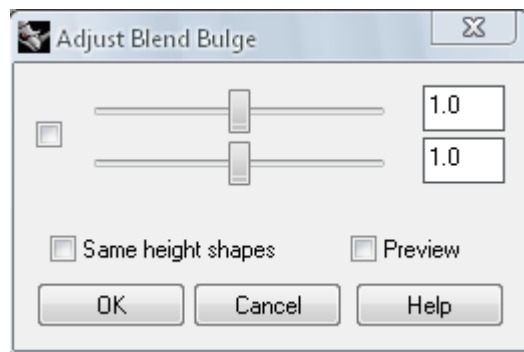 Adjust Blend Bulge
1.0
1.0
Same height shapes Preview
OK Cancel Help